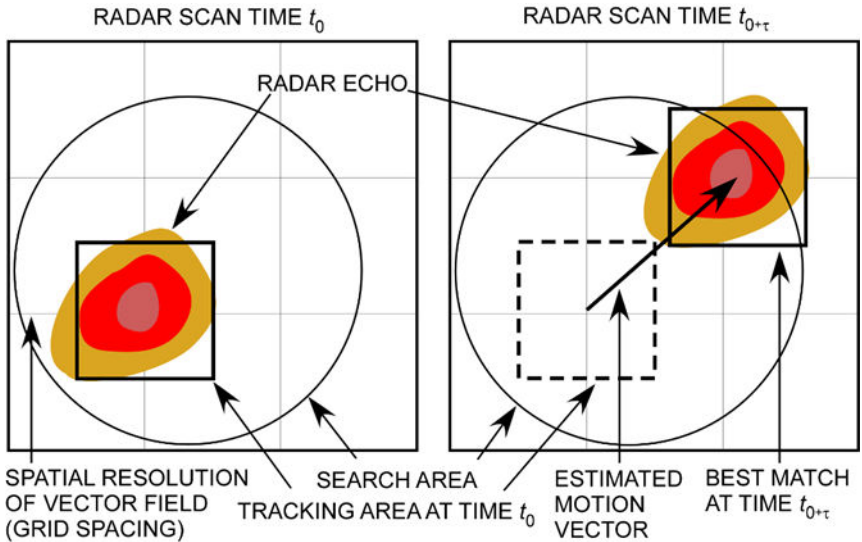 RADAR SCAN TIME t₀
RADAR SCAN TIME t₀₊τ
RADAR ECHO
SPATIAL RESOLUTION
OF VECTOR FIELD
(GRID SPACING)
SEARCH AREA
TRACKING AREA AT TIME t₀
ESTIMATED
MOTION
VECTOR
BEST MATCH
AT TIME t₀₊τ